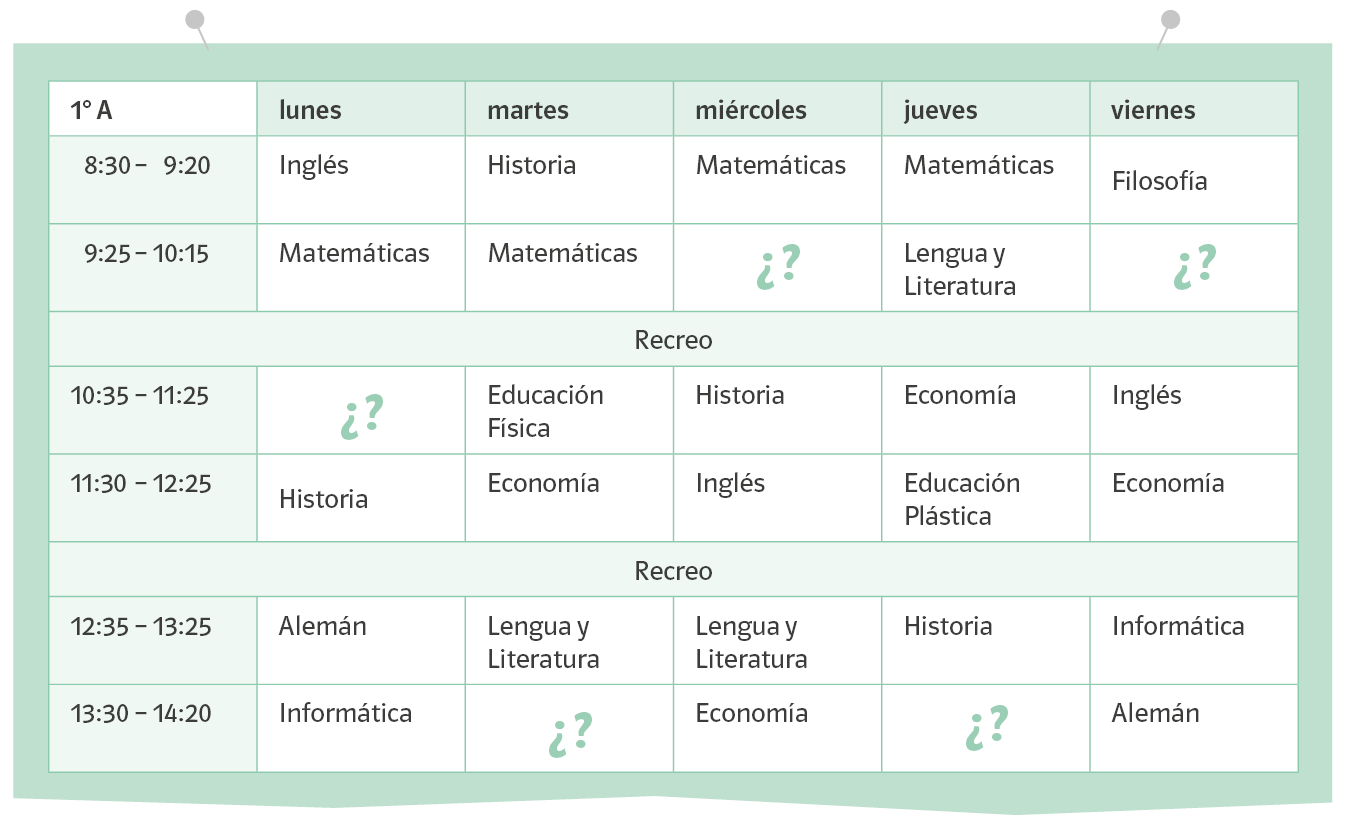 1° A lunes martes miércoles jueves viernes
8:30 – 9:20 Inglés Historia Matemáticas Matemáticas Filosofía
9:25 – 10:15 Matemáticas Matemáticas ¿? Lengua y Literatura ¿?
Recreo
10:35 – 11:25 ¿? Educación Física Historia Economía Inglés
11:30 – 12:25 Historia Economía Inglés Educación Plástica Economía
Recreo
12:35 – 13:25 Alemán Lengua y Literatura Lengua y Literatura Historia Informática
13:30 – 14:20 Informática ¿? Economía ¿? Alemán